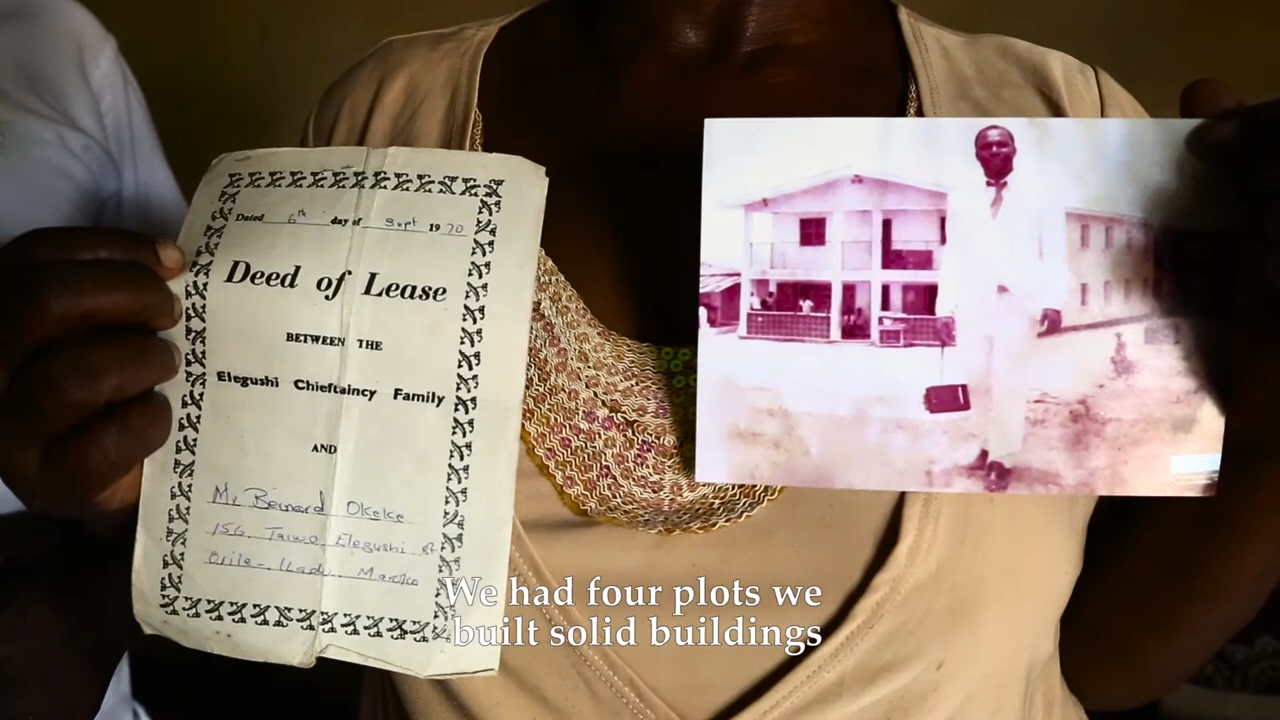 Dated 6th day of Sept 1970
Deed of Lease
BETWEEN THE
Elegushi Chieftaincy Family
AND
Mr Bernard Okeke
156, Taiwo Elegushi st
Orile - Iladu. Maroko
We had four plots we
built solid buildings